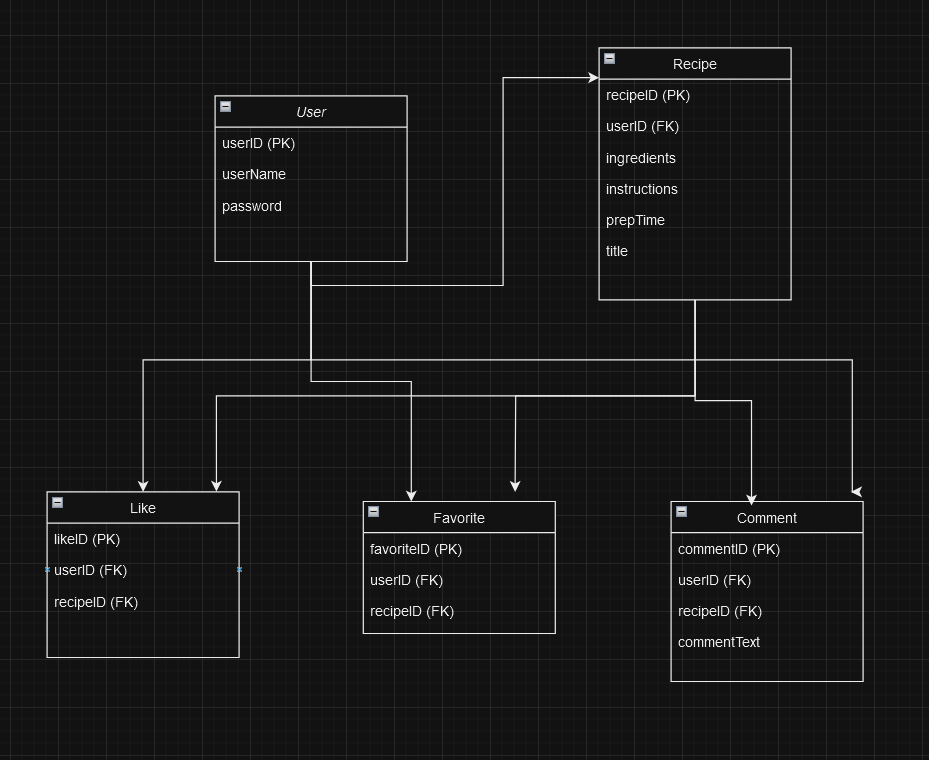 User
userID (PK)
userName
password
Recipe
recipeID (PK)
userID (FK)
ingredients
instructions
prepTime
title
Like
likeID (PK)
userID (FK)
recipeID (FK)
Favorite
favoriteID (PK)
userID (FK)
recipeID (FK)
Comment
commentID (PK)
userID (FK)
recipeID (FK)
commentText